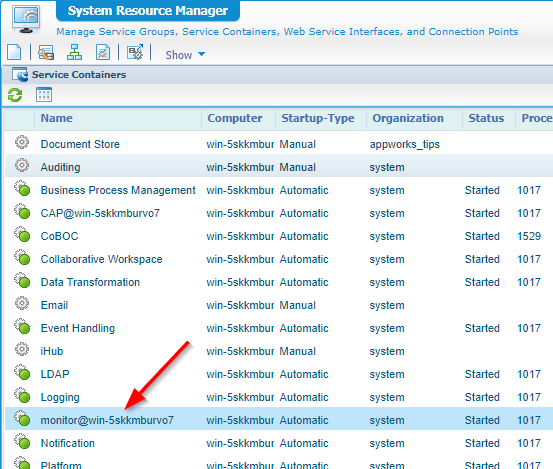 System Resource Manager
Manage Service Groups, Service Containers, Web Service Interfaces, and Connection Points
Show
Service Containers
Name Computer Startup-Type Organization Status Proce
Document Store win-5skkmbur Manual appworks_tips
Auditing win-5skkmbur Manual system
Business Process Management win-5skkmbur Automatic system Started 1017
CAP@win-5skkmburvo7 win-5skkmbur Automatic system Started 1017
CoBOC win-5skkmbur Automatic system Started 1529
Collaborative Workspace win-5skkmbur Automatic system Started 1017
Data Transformation win-5skkmbur Automatic system Started 1017
Email win-5skkmbur Manual system
Event Handling win-5skkmbur Automatic system Started 1017
iHub win-5skkmbur Manual system
LDAP win-5skkmbur Automatic system Started 1017
Logging win-5skkmbur Automatic system Started 1017
monitor@win-5skkmburvo7 win-5skkmbur Automatic system Started 1017
Notification win-5skkmbur Automatic system Started 1017
Platform win-5skkmbur Automatic system Started 1017